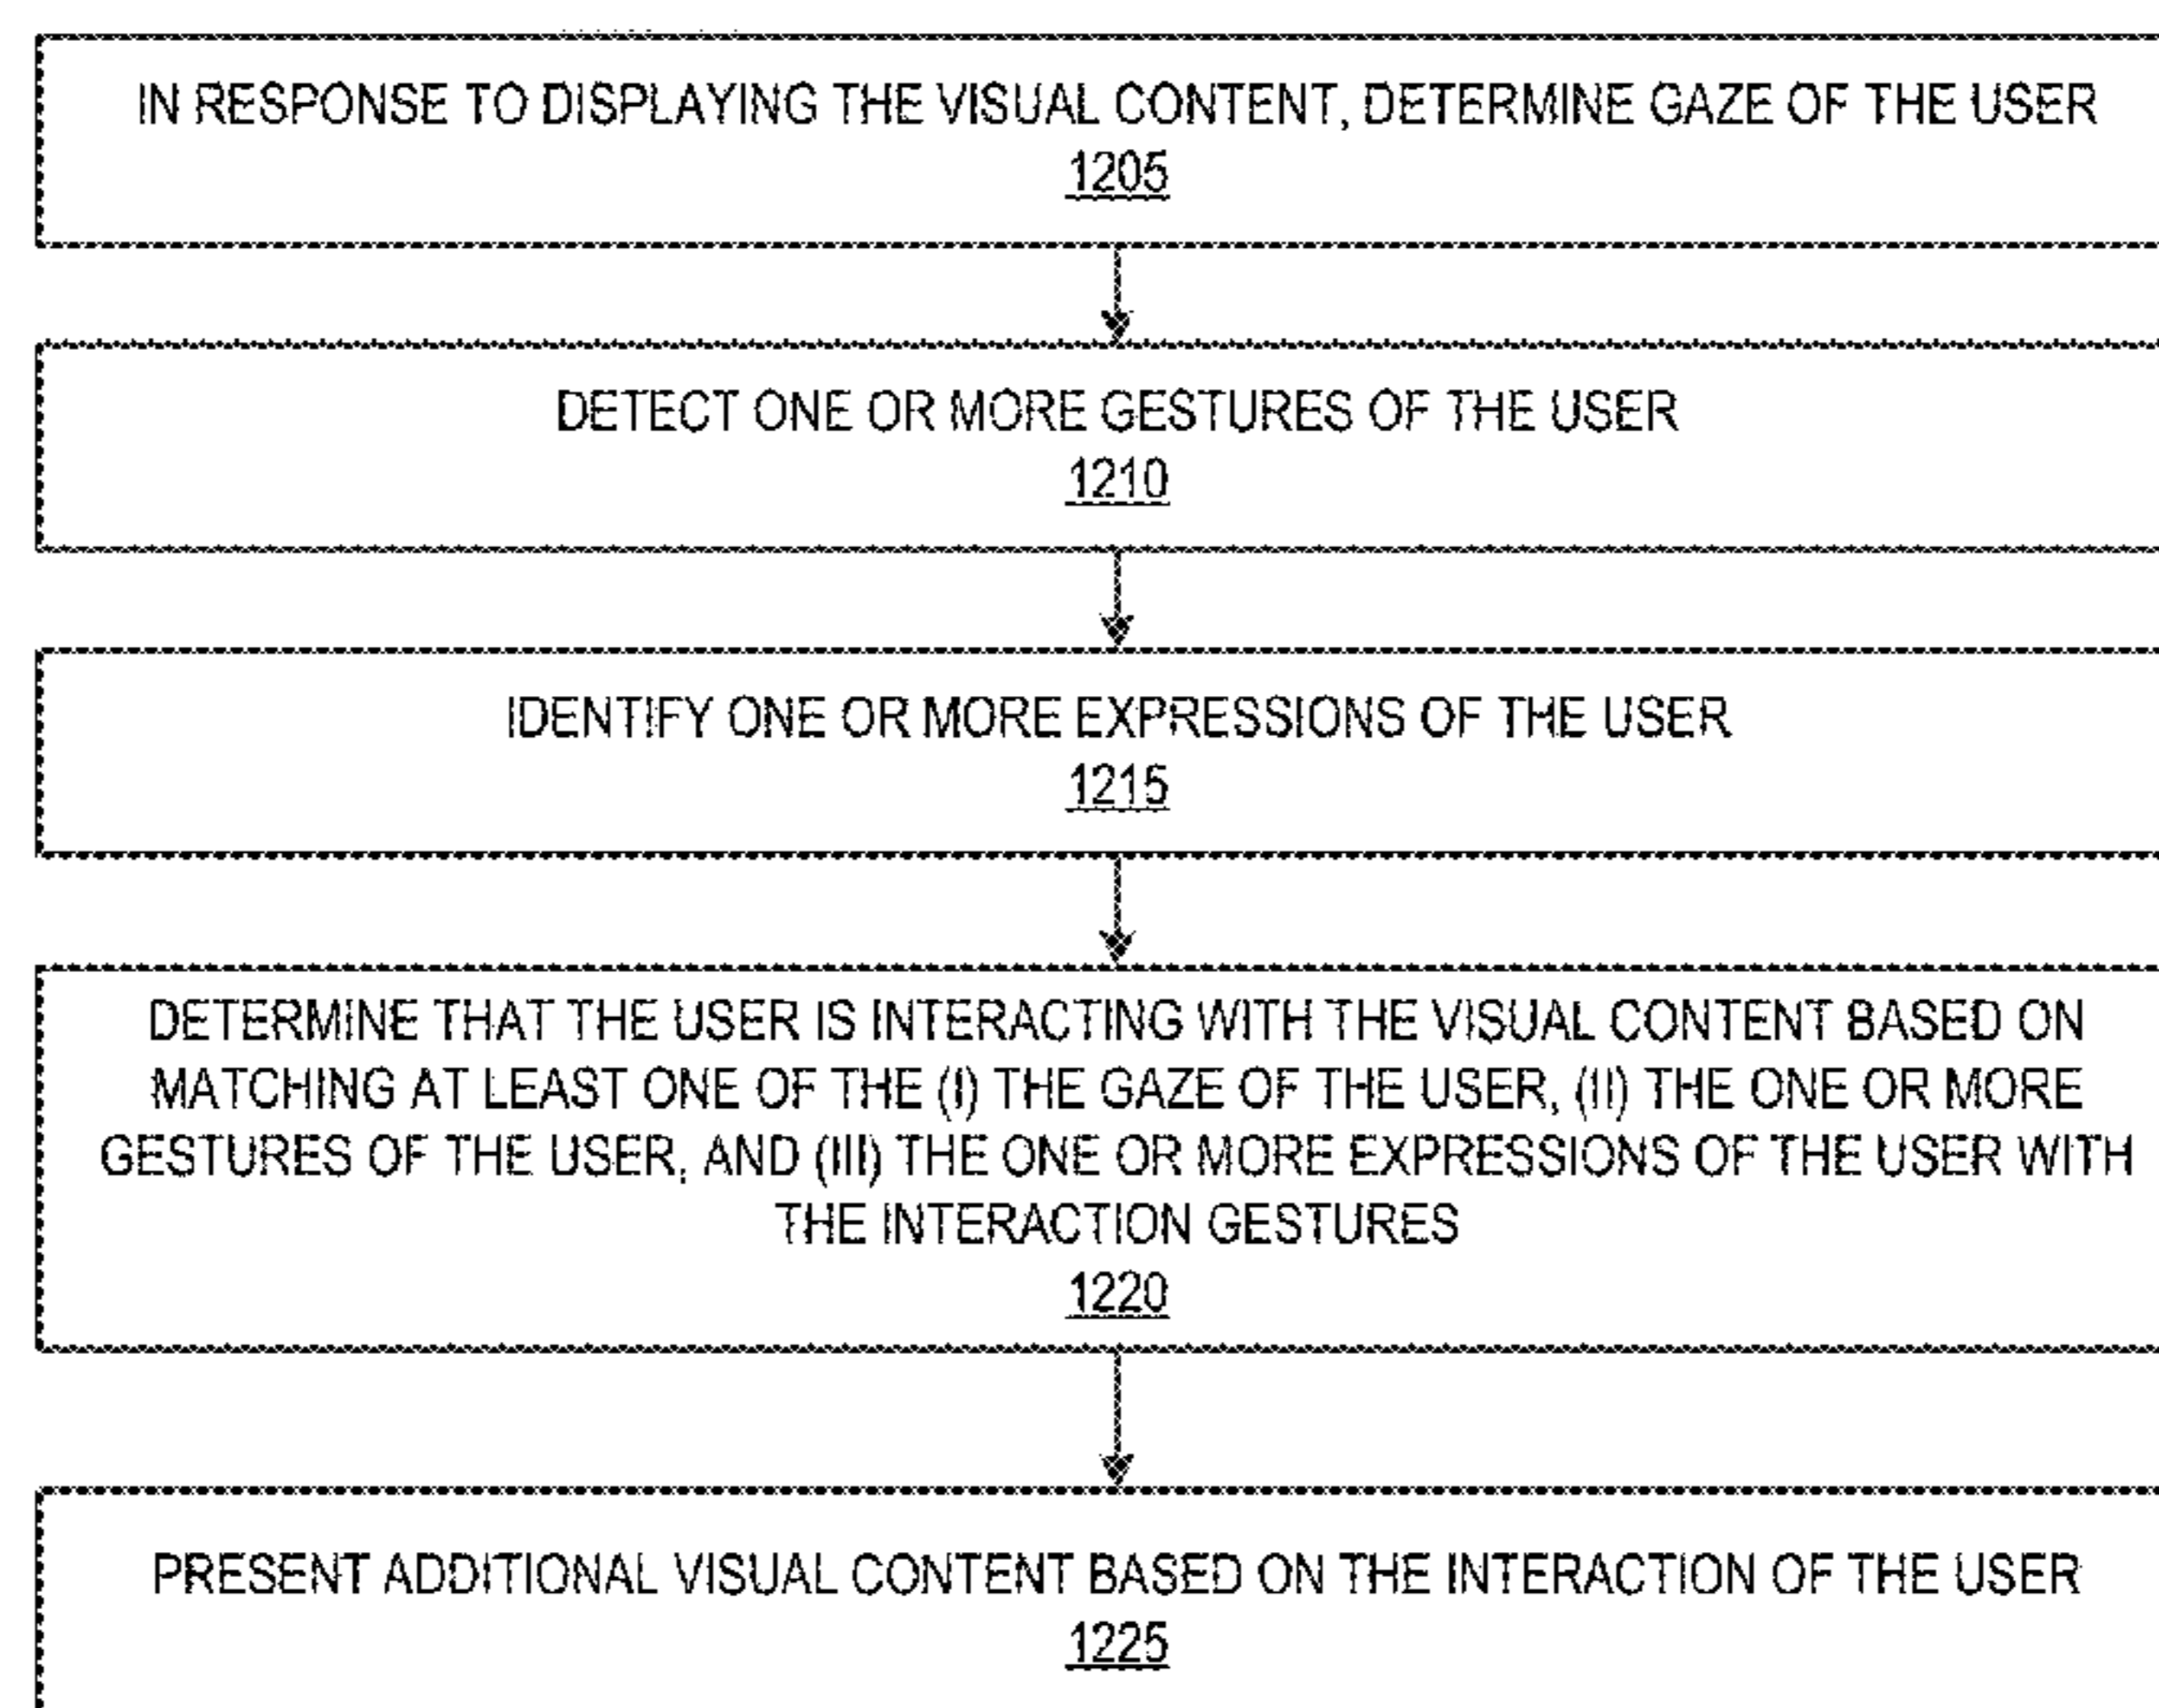 IN RESPONSE TO DISPLAYING THE VISUAL CONTENT, DETERMINE GAZE OF THE USER
1205
DETECT ONE OR MORE GESTURES OF THE USER
1210
IDENTIFY ONE OR MORE EXPRESSIONS OF THE USER
1215
DETERMINE THAT THE USER IS INTERACTING WITH THE VISUAL CONTENT BASED ON
MATCHING AT LEAST ONE OF THE (I) THE GAZE OF THE USER, (II) THE ONE OR MORE
GESTURES OF THE USER, AND (III) THE ONE OR MORE EXPRESSIONS OF THE USER WITH
THE INTERACTION GESTURES
1220
PRESENT ADDITIONAL VISUAL CONTENT BASED ON THE INTERACTION OF THE USER
1225